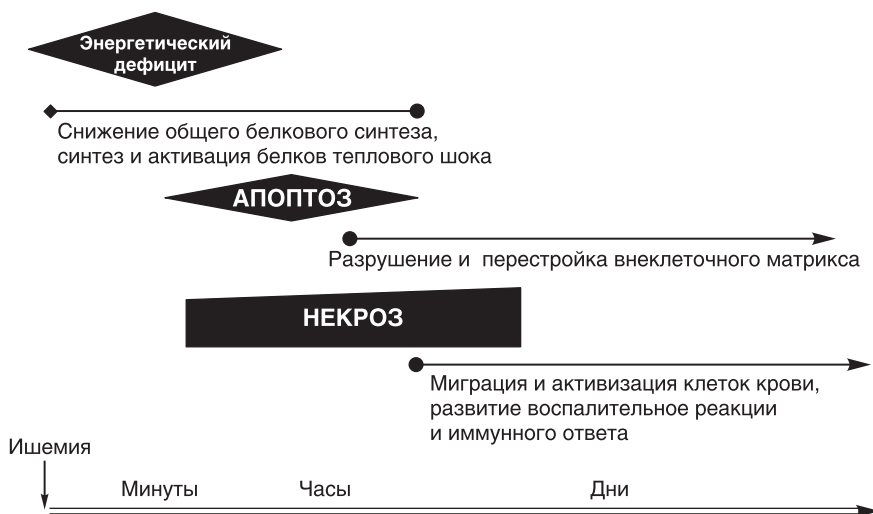 Энергетический
дефицит
Снижение общего белкового синтеза,
синтез и активация белков теплового шока
АПОПТОЗ
Разрушение и перестройка внеклеточного матрикса
НЕКРОЗ
Миграция и активизация клеток крови,
развитие воспалительное реакции
и иммунного ответа
Ишемия
Минуты Часы Дни